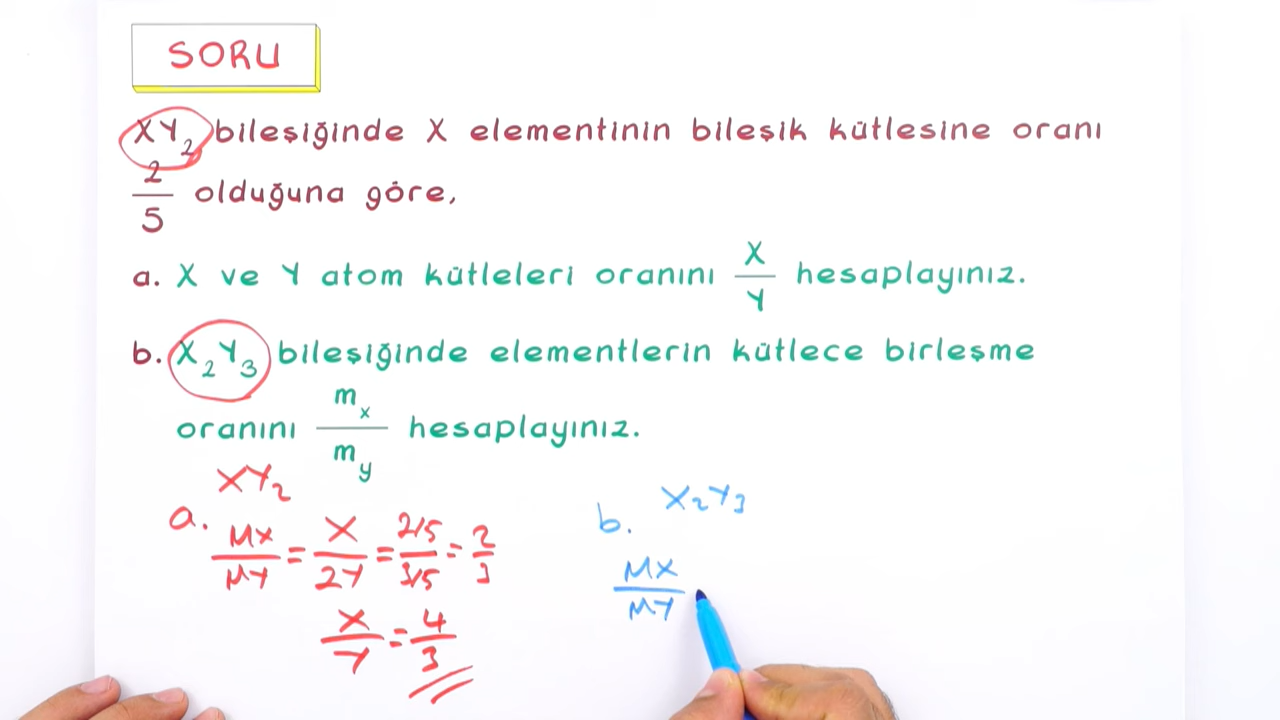 SORU
XY₂ bileşiğinde X elementinin bileşik kütlesine oranı
2/5 olduğuna göre,
a. X ve Y atom kütleleri oranını X/Y hesaplayınız.
b. X₂Y₃ bileşiğinde elementlerin kütlece birleşme
oranını mₓ/m_y hesaplayınız.
XY₂
a. MX/MY = X/2Y = 2/5/3/5 = 2/3
X/Y = 4/3
b. X₂Y₃
MX/MY